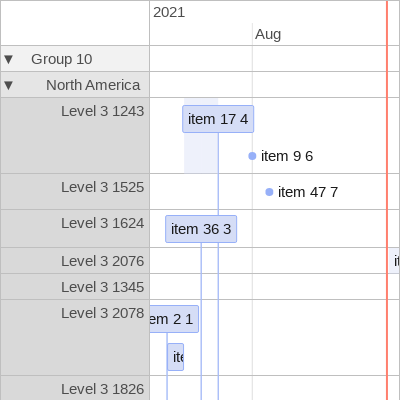 2021
Aug
▼ Group 10
▼ North America
Level 3 1243
item 17 4
item 9 6
Level 3 1525
item 47 7
Level 3 1624
item 36 3
Level 3 2076
Level 3 1345
Level 3 2078
em 2 1
Level 3 1826